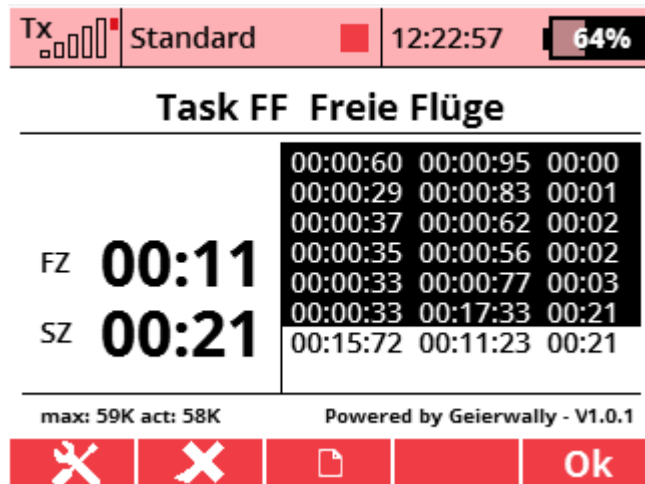 Tx Standard 12:22:57 64%
Task FF Freie Flüge
00:00:60 00:00:95 00:00
00:00:29 00:00:83 00:01
00:00:37 00:00:62 00:02
FZ 00:11 00:00:35 00:00:56 00:02
00:00:33 00:00:77 00:03
00:00:33 00:17:33 00:21
SZ 00:21 00:15:72 00:11:23 00:21
max: 59K act: 58K Powered by Geierwally - V1.0.1
Ok